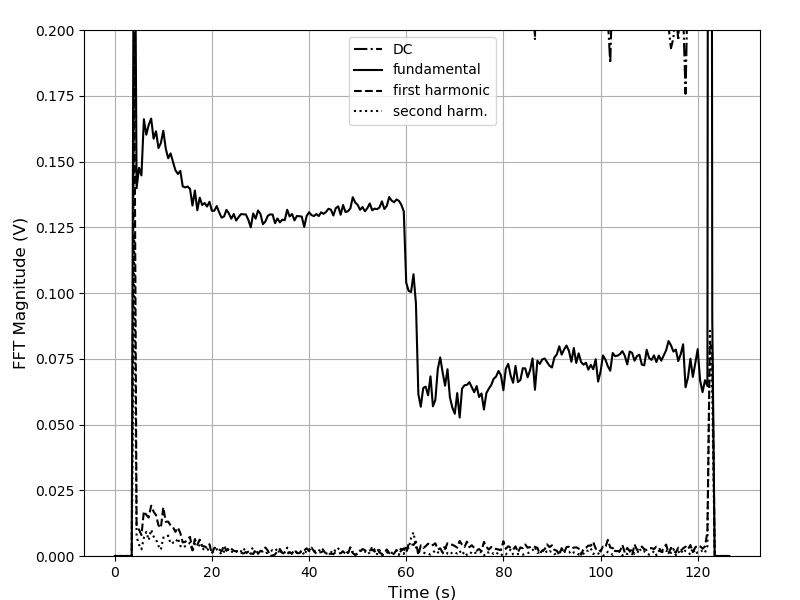 0.200
0.175
0.150
0.125
0.100
0.075
0.050
0.025
0.000
FFT Magnitude (V)
DC
fundamental
first harmonic
second harm.
0 20 40 60 80 100 120
Time (s)